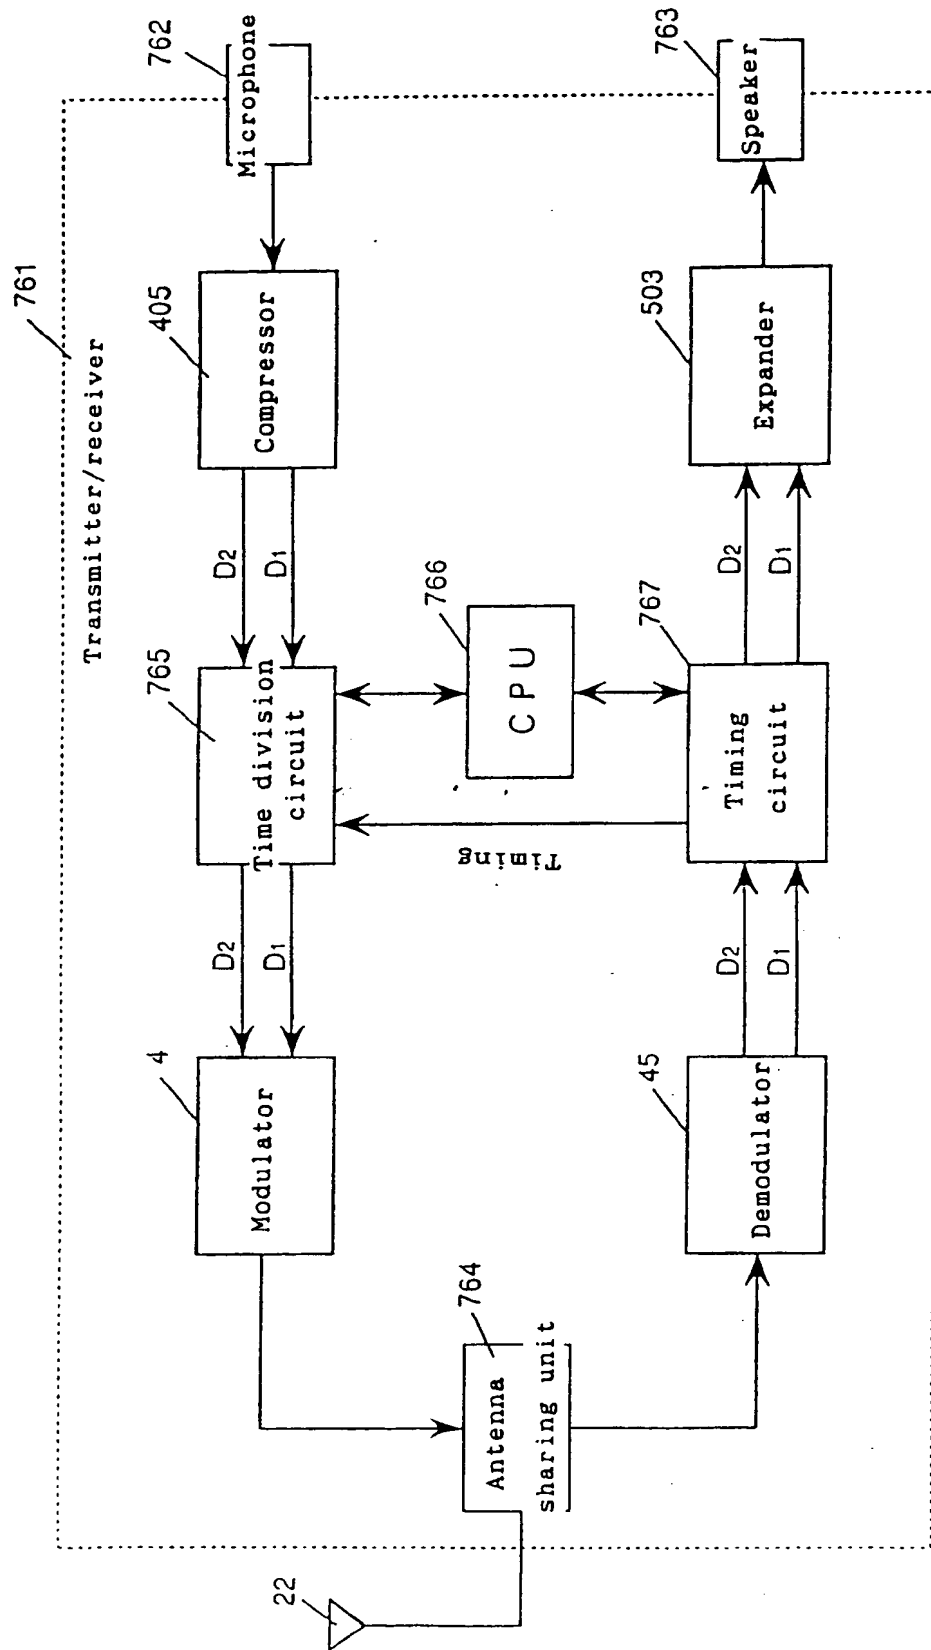 761
Transmitter/receiver
22
764
Antenna
sharing unit
4
Modulator
D2
D1
765
Time division
circuit
D2
D1
405
Compressor
762
Microphone
Timing
766
CPU
45
Demodulator
D2
D1
767
Timing
circuit
D2
D1
503
Expander
763
Speaker